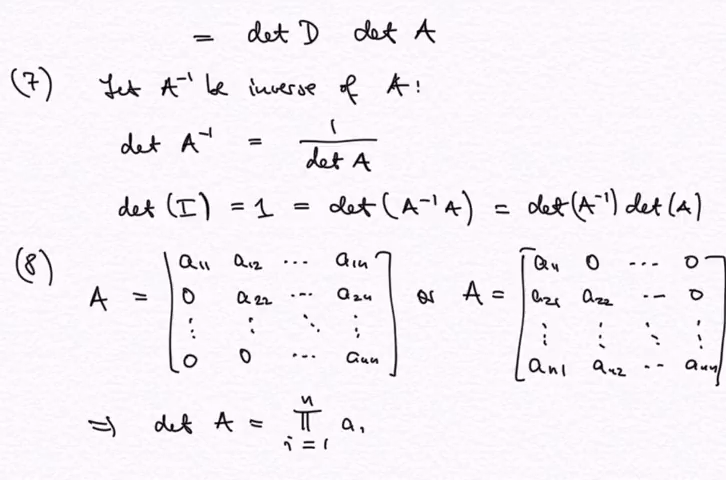 = det D det A
(7) Let A⁻¹ be inverse of A:
det A⁻¹ = 1 / det A
det (I) = 1 = det (A⁻¹ A) = det(A⁻¹) det(A)
(8) A = [a₁₁ a₁₂ ... a₁ₙ; 0 a₂₂ ... a₂ₙ; ⋮ ⋮ ⋱ ⋮; 0 0 ... aₙₙ] or A = [a₁₁ 0 ... 0; a₂₁ a₂₂ ... 0; ⋮ ⋮ ⋱ ⋮; aₙ₁ aₙ₂ .. aₙₙ]
⇒ det A = ∏ⁿᵢ₌₁ a,